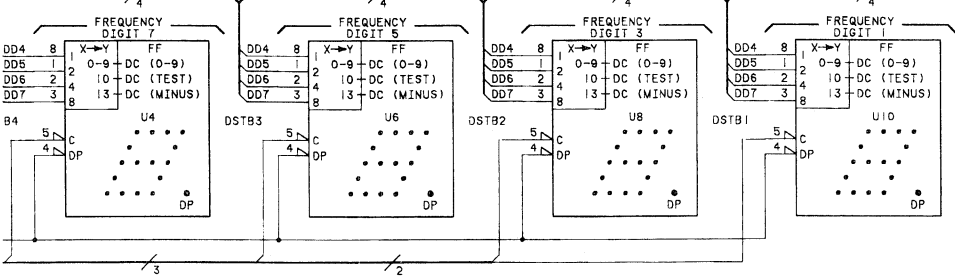 4 4 4 4
FREQUENCY DIGIT 7
DD4 8 1
DD5 1 2
DD6 2 4
DD7 3 8
X→Y FF
0-9 DC (0-9)
10 DC (TEST)
13 DC (MINUS)
U4
B4
5 C
4 DP
DP
FREQUENCY DIGIT 5
DD4 8 1
DD5 1 2
DD6 2 4
DD7 3 8
X→Y FF
0-9 DC (0-9)
10 DC (TEST)
13 DC (MINUS)
U6
DSTB3
5 C
4 DP
DP
FREQUENCY DIGIT 3
DD4 8 1
DD5 1 2
DD6 2 4
DD7 3 8
X→Y FF
0-9 DC (0-9)
10 DC (TEST)
13 DC (MINUS)
U8
DSTB2
5 C
4 DP
DP
FREQUENCY DIGIT 1
DD4 8 1
DD5 1 2
DD6 2 4
DD7 3 8
X→Y FF
0-9 DC (0-9)
10 DC (TEST)
13 DC (MINUS)
U10
DSTB1
5 C
4 DP
DP
3 2